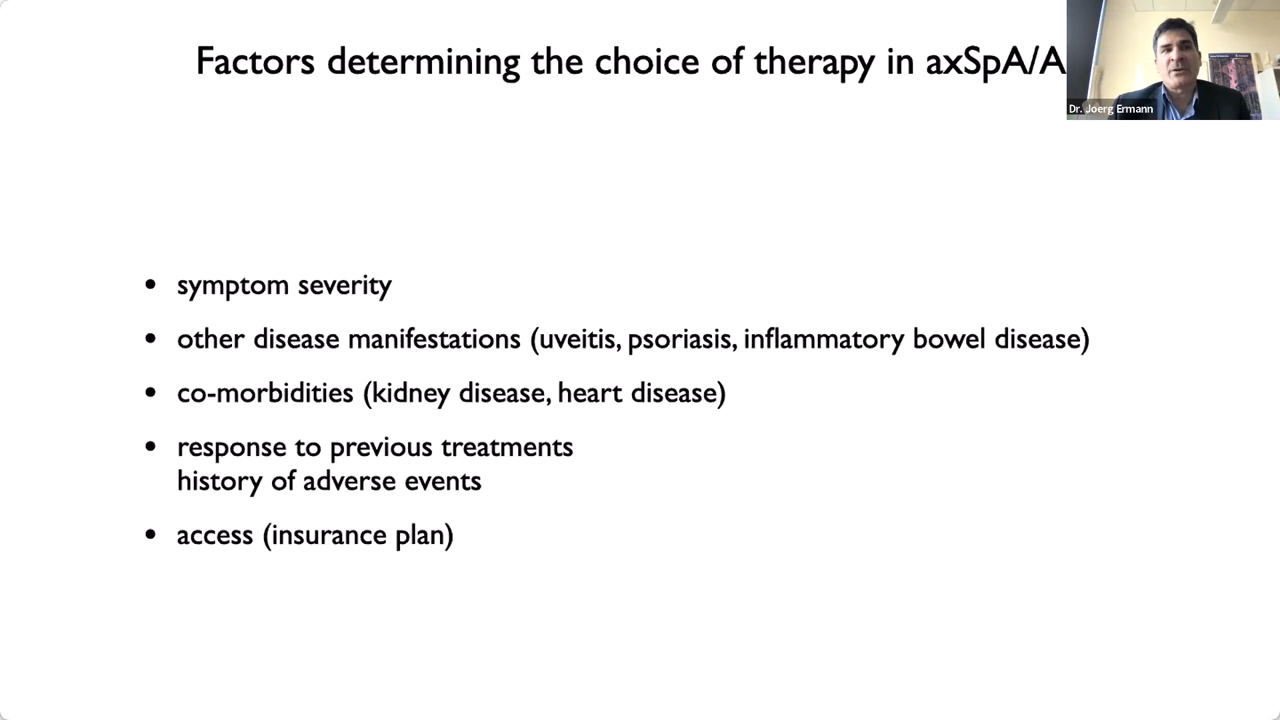 Factors determining the choice of therapy in axSpA/A
Dr. Joerg Ermann
• symptom severity
• other disease manifestations (uveitis, psoriasis, inflammatory bowel disease)
• co-morbidities (kidney disease, heart disease)
• response to previous treatments
history of adverse events
• access (insurance plan)